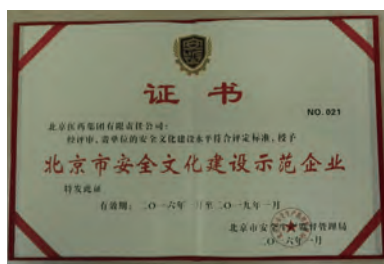 证书
NO.021
北京医药集团有限责任公司：
经评审，贵单位的安全文化建设水平符合评定标准，授予
北京市安全文化建设示范企业
特发此证
有效期：二〇一六年一月至二〇一九年一月
北京市安全生产监督管理局
二〇一六年一月